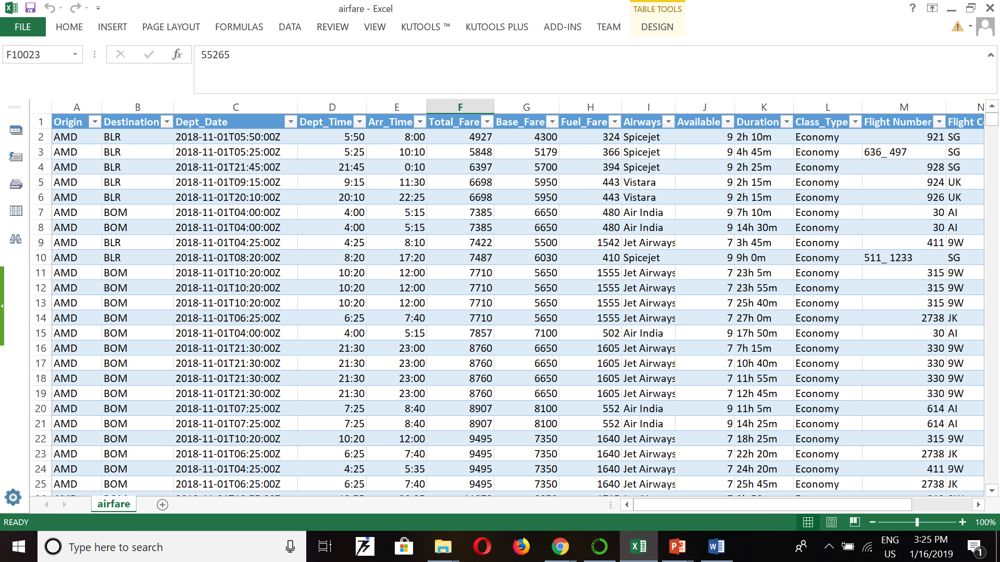 airfare - Excel
TABLE TOOLS
FILE HOME INSERT PAGE LAYOUT FORMULAS DATA REVIEW VIEW KUTOOLS ™ KUTOOLS PLUS ADD-INS TEAM DESIGN
F10023 fx 55265
A B C D E F G H I J K L M N
1 Origin Destination Dept_Date Dept_Time Arr_Time Total_Fare Base_Fare Fuel_Fare Airways Available Duration Class_Type Flight Number Flight C
2 AMD BLR 2018-11-01T05:50:00Z 5:50 8:00 4927 4300 324 Spicejet 9 2h 10m Economy 921 SG
3 AMD BLR 2018-11-01T05:25:00Z 5:25 10:10 5848 5179 366 Spicejet 9 4h 45m Economy 636_ 497 SG
4 AMD BLR 2018-11-01T21:45:00Z 21:45 0:10 6397 5700 394 Spicejet 9 2h 25m Economy 928 SG
5 AMD BLR 2018-11-01T09:15:00Z 9:15 11:30 6698 5950 443 Vistara 9 2h 15m Economy 924 UK
6 AMD BLR 2018-11-01T20:10:00Z 20:10 22:25 6698 5950 443 Vistara 9 2h 15m Economy 926 UK
7 AMD BOM 2018-11-01T04:00:00Z 4:00 5:15 7385 6650 480 Air India 9 7h 10m Economy 30 AI
8 AMD BOM 2018-11-01T04:00:00Z 4:00 5:15 7385 6650 480 Air India 9 14h 30m Economy 30 AI
9 AMD BLR 2018-11-01T04:25:00Z 4:25 8:10 7422 5500 1542 Jet Airways 7 3h 45m Economy 411 9W
10 AMD BLR 2018-11-01T08:20:00Z 8:20 17:20 7487 6030 410 Spicejet 9 9h 0m Economy 511_ 1233 SG
11 AMD BOM 2018-11-01T10:20:00Z 10:20 12:00 7710 5650 1555 Jet Airways 7 23h 5m Economy 315 9W
12 AMD BOM 2018-11-01T10:20:00Z 10:20 12:00 7710 5650 1555 Jet Airways 7 23h 55m Economy 315 9W
13 AMD BOM 2018-11-01T10:20:00Z 10:20 12:00 7710 5650 1555 Jet Airways 7 25h 40m Economy 315 9W
14 AMD BOM 2018-11-01T06:25:00Z 6:25 7:40 7710 5650 1555 Jet Airways 7 27h 0m Economy 2738 JK
15 AMD BOM 2018-11-01T04:00:00Z 4:00 5:15 7857 7100 502 Air India 9 17h 50m Economy 30 AI
16 AMD BOM 2018-11-01T21:30:00Z 21:30 23:00 8760 6650 1605 Jet Airways 7 7h 15m Economy 330 9W
17 AMD BOM 2018-11-01T21:30:00Z 21:30 23:00 8760 6650 1605 Jet Airways 7 10h 40m Economy 330 9W
18 AMD BOM 2018-11-01T21:30:00Z 21:30 23:00 8760 6650 1605 Jet Airways 7 11h 55m Economy 330 9W
19 AMD BOM 2018-11-01T21:30:00Z 21:30 23:00 8760 6650 1605 Jet Airways 7 12h 45m Economy 330 9W
20 AMD BOM 2018-11-01T07:25:00Z 7:25 8:40 8907 8100 552 Air India 9 11h 5m Economy 614 AI
21 AMD BOM 2018-11-01T07:25:00Z 7:25 8:40 8907 8100 552 Air India 9 14h 25m Economy 614 AI
22 AMD BOM 2018-11-01T10:20:00Z 10:20 12:00 9495 7350 1640 Jet Airways 7 18h 25m Economy 315 9W
23 AMD BOM 2018-11-01T06:25:00Z 6:25 7:40 9495 7350 1640 Jet Airways 7 22h 20m Economy 2738 JK
24 AMD BOM 2018-11-01T04:25:00Z 4:25 5:35 9495 7350 1640 Jet Airways 7 24h 20m Economy 411 9W
25 AMD BOM 2018-11-01T06:25:00Z 6:25 7:40 9495 7350 1640 Jet Airways 7 25h 45m Economy 2738 JK
airfare
READY 100%
Type here to search
ENG 3:25 PM
US 1/16/2019 1